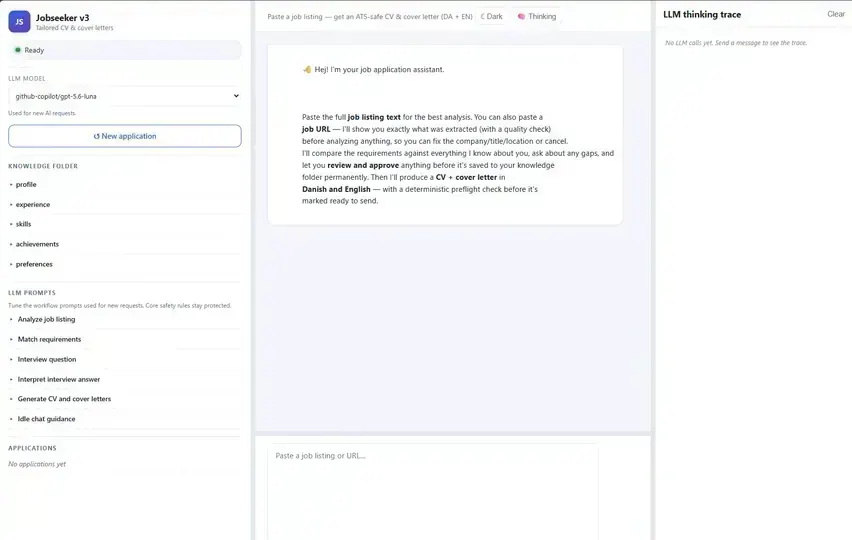 JS
Jobseeker v3
Tailored CV & cover letters
Ready
LLM MODEL
github-copilot/gpt-5.6-luna
Used for new AI requests.
↺ New application
KNOWLEDGE FOLDER
profile
experience
skills
achievements
preferences
LLM PROMPTS
Tune the workflow prompts used for new requests. Core safety rules stay protected.
Analyze job listing
Match requirements
Interview question
Interpret interview answer
Generate CV and cover letters
Idle chat guidance
APPLICATIONS
No applications yet
Paste a job listing — get an ATS-safe CV & cover letter (DA + EN)
Dark
Thinking
👋 Hej! I'm your job application assistant.
Paste the full job listing text for the best analysis. You can also paste a
job URL — I'll show you exactly what was extracted (with a quality check)
before analyzing anything, so you can fix the company/title/location or cancel.
I'll compare the requirements against everything I know about you, ask about any gaps, and
let you review and approve anything before it's saved to your knowledge
folder permanently. Then I'll produce a CV + cover letter in
Danish and English — with a deterministic preflight check before it's
marked ready to send.
Paste a job listing or URL...
LLM thinking trace
Clear
No LLM calls yet. Send a message to see the trace.